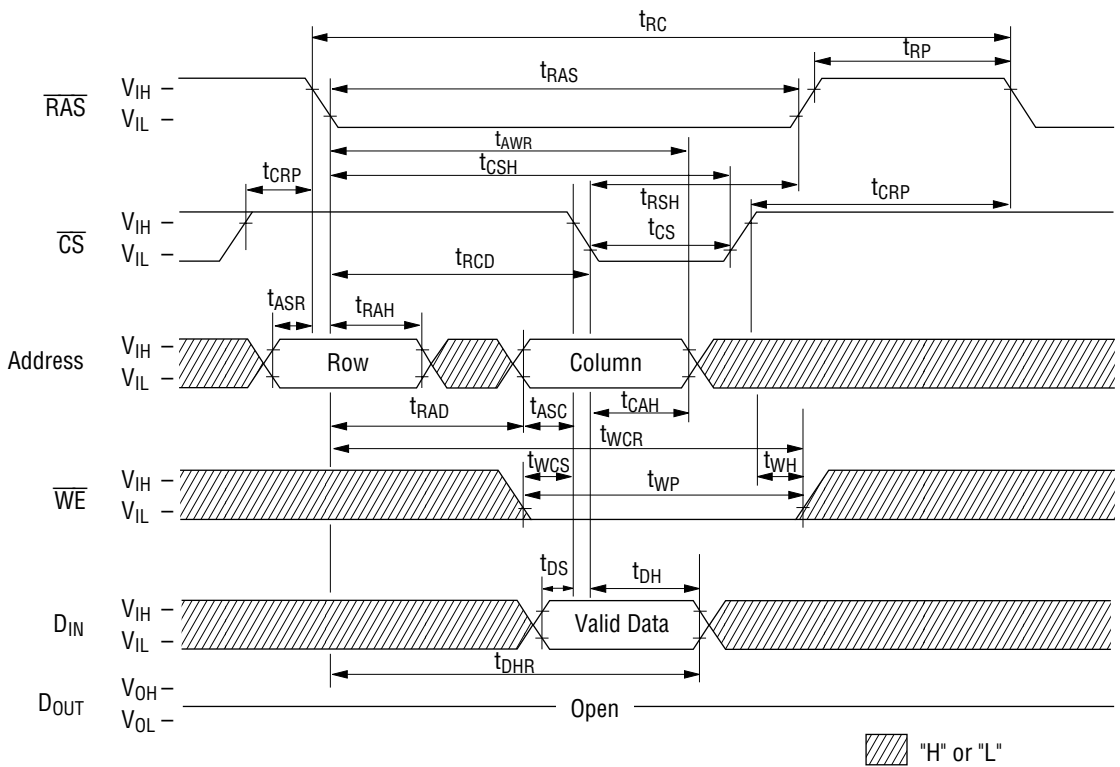 tRC
tRP
tRAS
RAS
VIH
VIL
tAWR
tCSH
tCRP
tRSH
tCRP
CS
VIH
VIL
tCS
tRCD
tASR
tRAH
Address
VIH
VIL
Row
Column
tRAD
tASC
tCAH
tWCR
WE
VIH
VIL
tWCS
tWP
tWH
tDS
tDH
DIN
VIH
VIL
Valid Data
tDHR
DOUT
VOH
VOL
Open
"H" or "L"